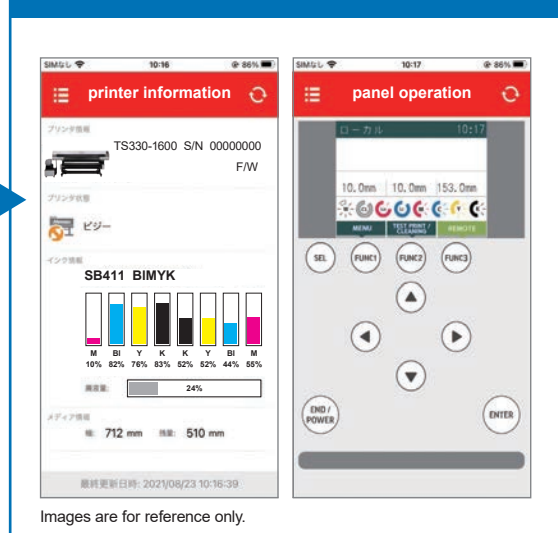 SIMなし 10:16 86%
printer information
プリンタ情報
TS330-1600 S/N 00000000
F/W
プリンタ状態
ビジー
インク情報
SB411 BIMYK
M BI Y K K Y BI M
10% 82% 76% 83% 52% 52% 44% 55%
廃液量: 24%
メディア情報
幅: 712 mm 残量: 510 mm
最終更新日時: 2021/08/23 10:16:39
SIMなし 10:17 86%
panel operation
ローカル 10:17
10.0mm 10.0mm 153.0mm
MENU TEST PRINT / CLEANING REMOTE
SEL FUNC1 FUNC2 FUNC3
END / POWER
ENTER
Images are for reference only.